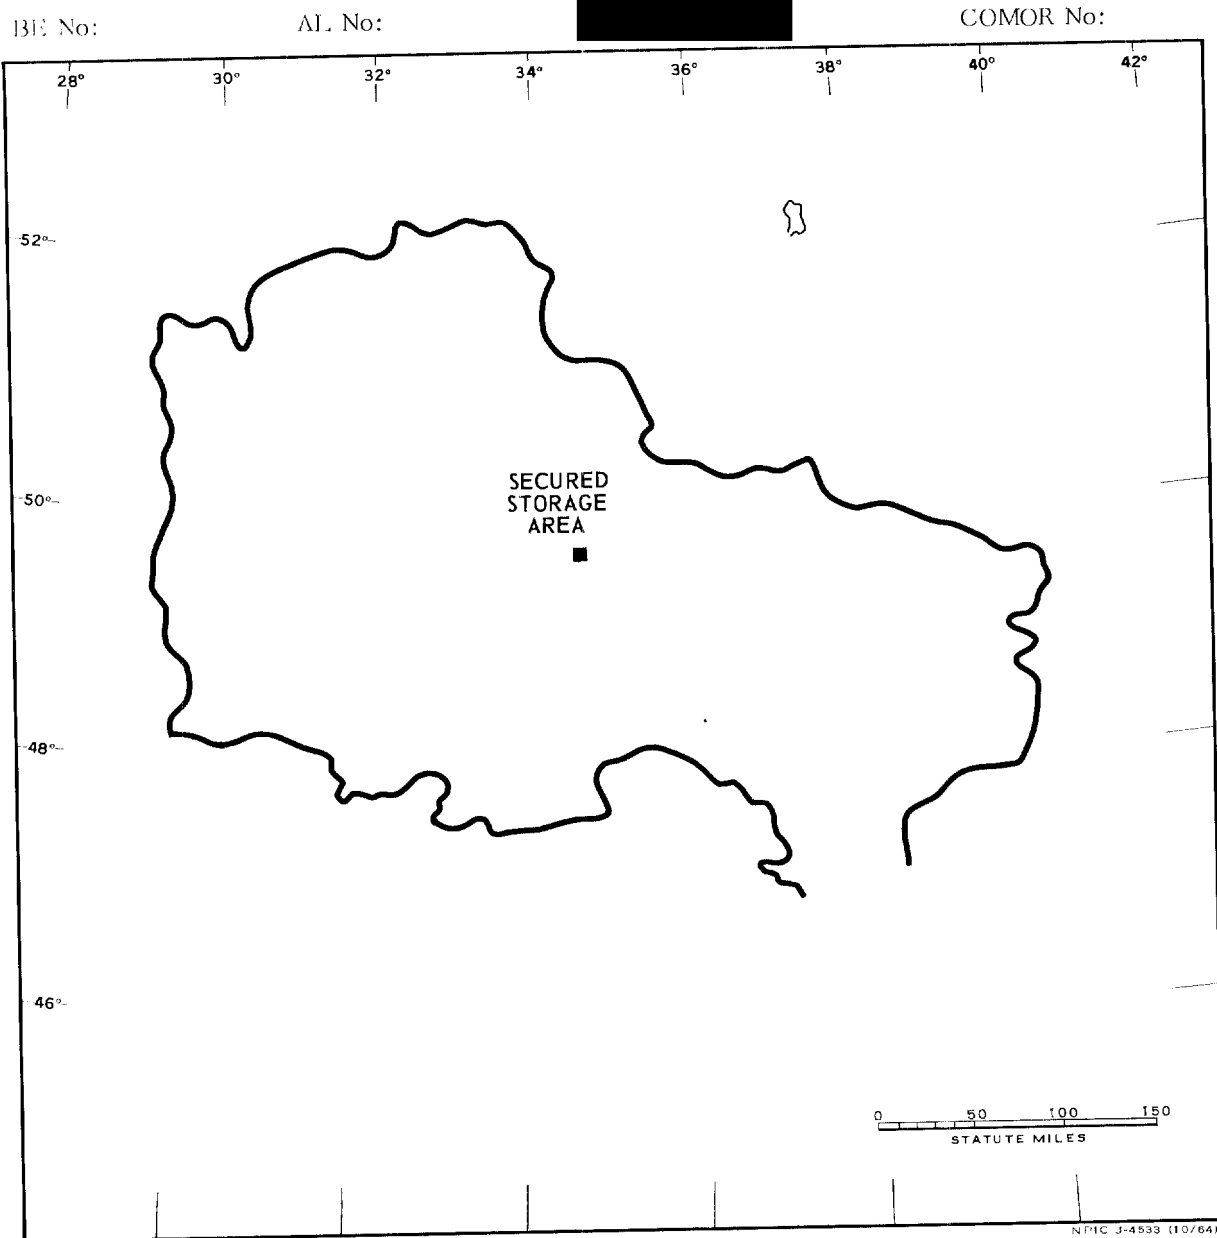 BE No: AL No: COMOR No:
28° 30° 32° 34° 36° 38° 40° 42°
52°
50°
SECURED
STORAGE
AREA
48°
46°
0 50 100 150
STATUTE MILES
NPIC J-4533 (10/64)